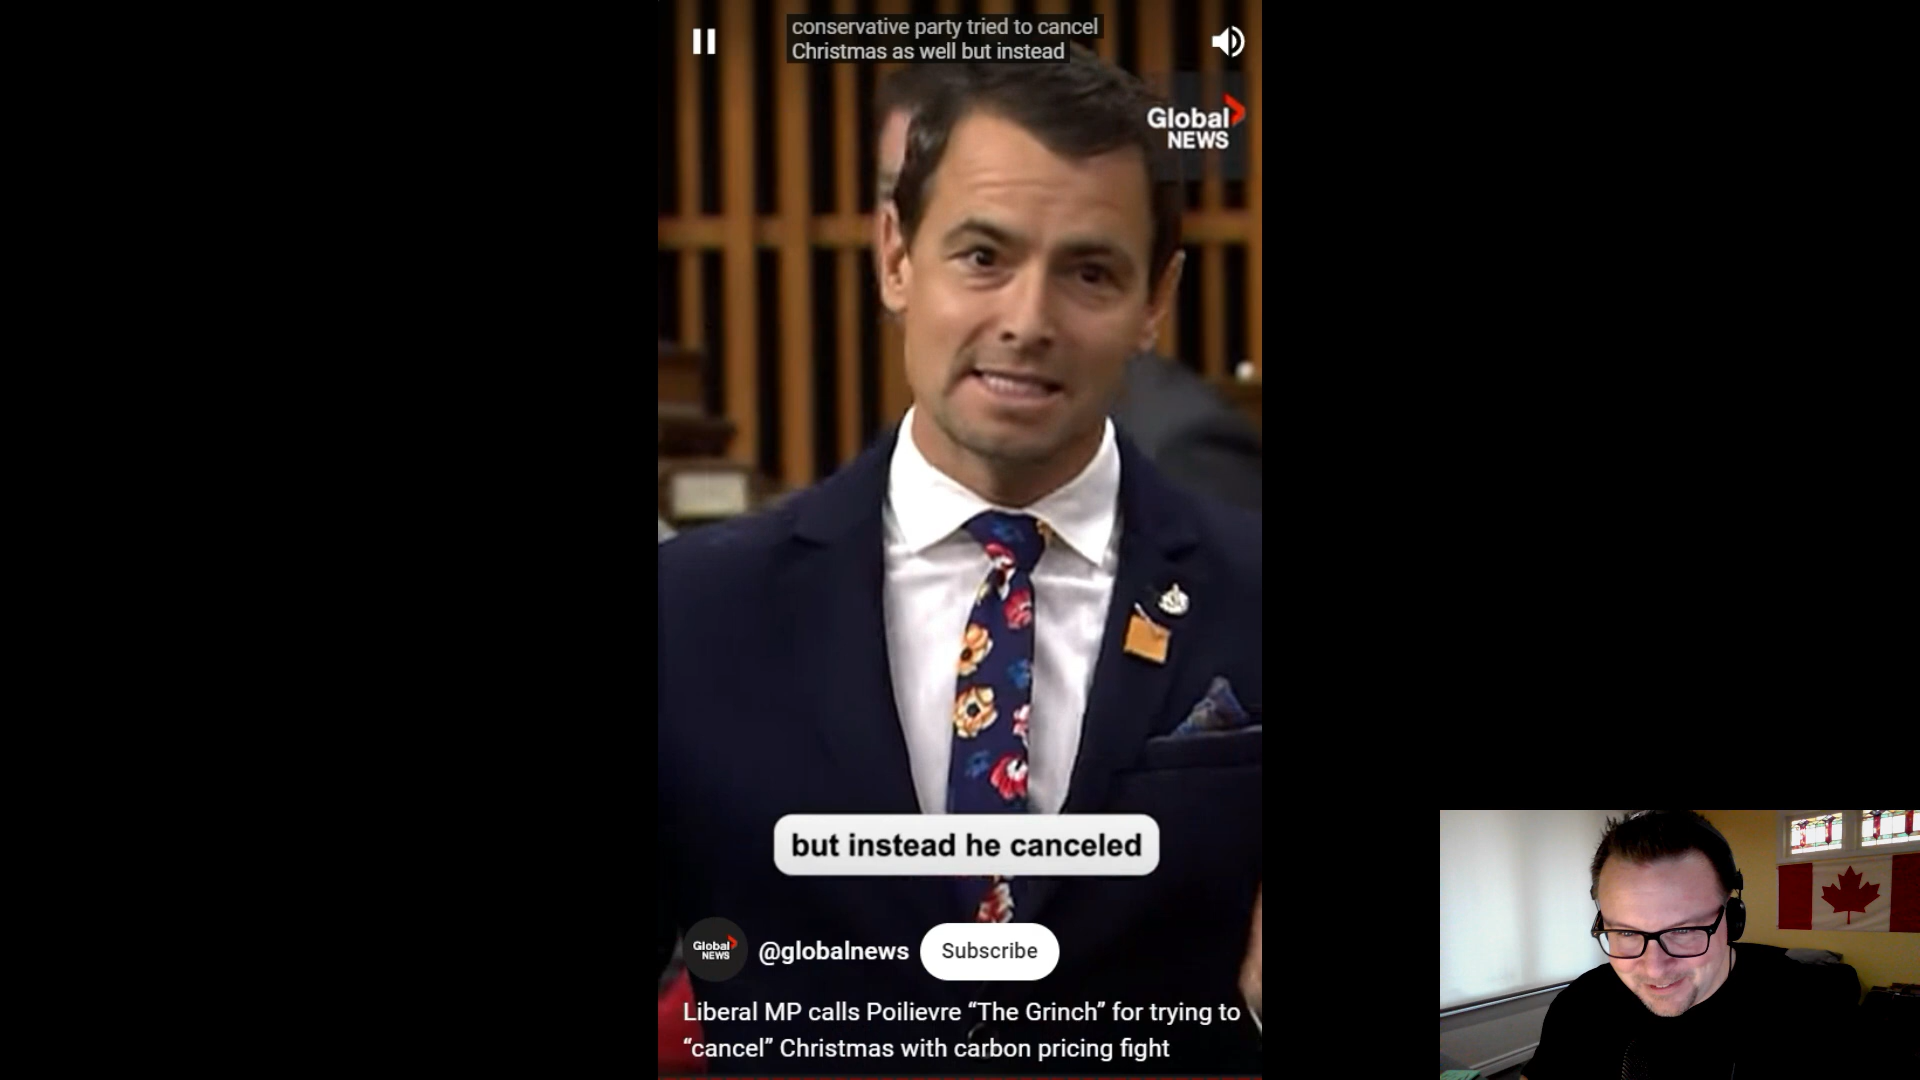 conservative party tried to cancel
Christmas as well but instead
Global
NEWS
but instead he canceled
Global
NEWS
@globalnews
Subscribe
Liberal MP calls Poilievre “The Grinch” for trying to
“cancel” Christmas with carbon pricing fight